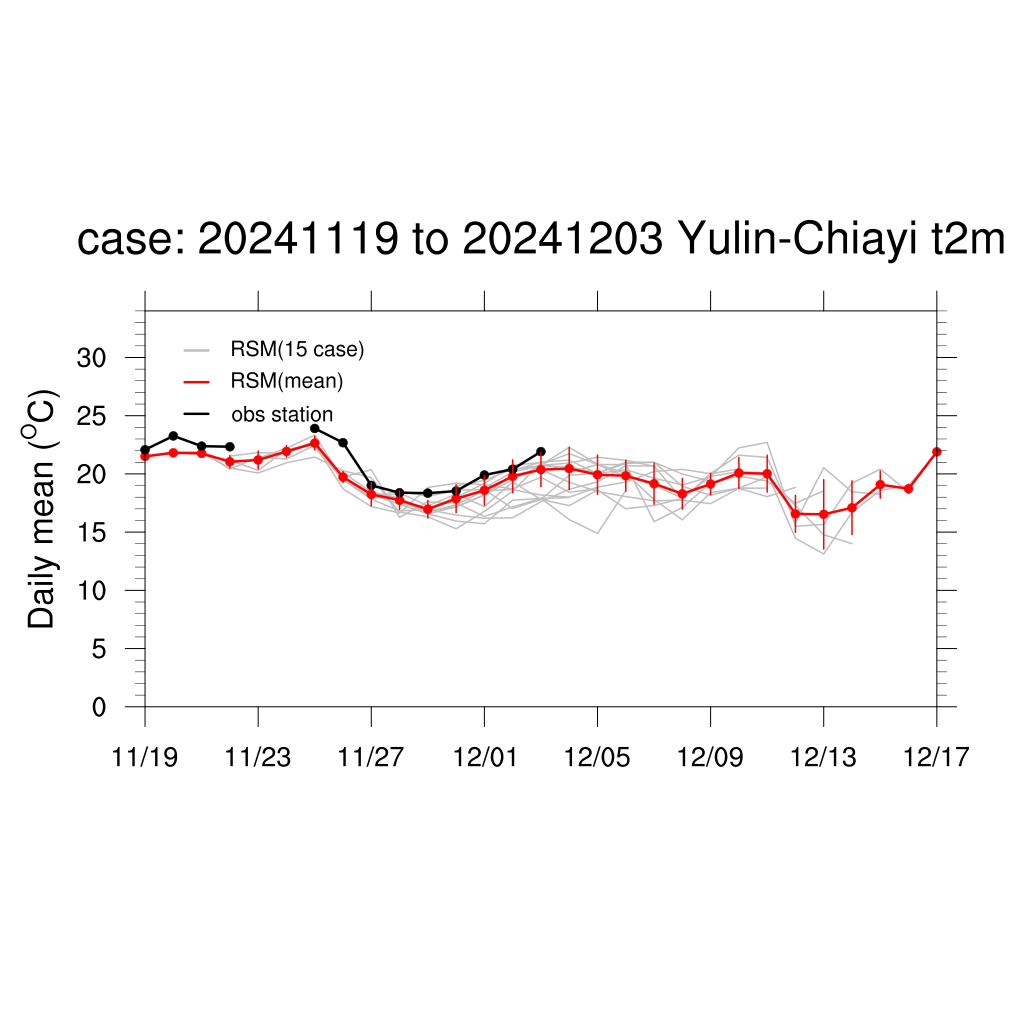 case: 20241119 to 20241203 Yulin-Chiayi t2m
RSM(15 case)
RSM(mean)
obs station
Daily mean (°C)
30
25
20
15
10
5
0
11/19 11/23 11/27 12/01 12/05 12/09 12/13 12/17